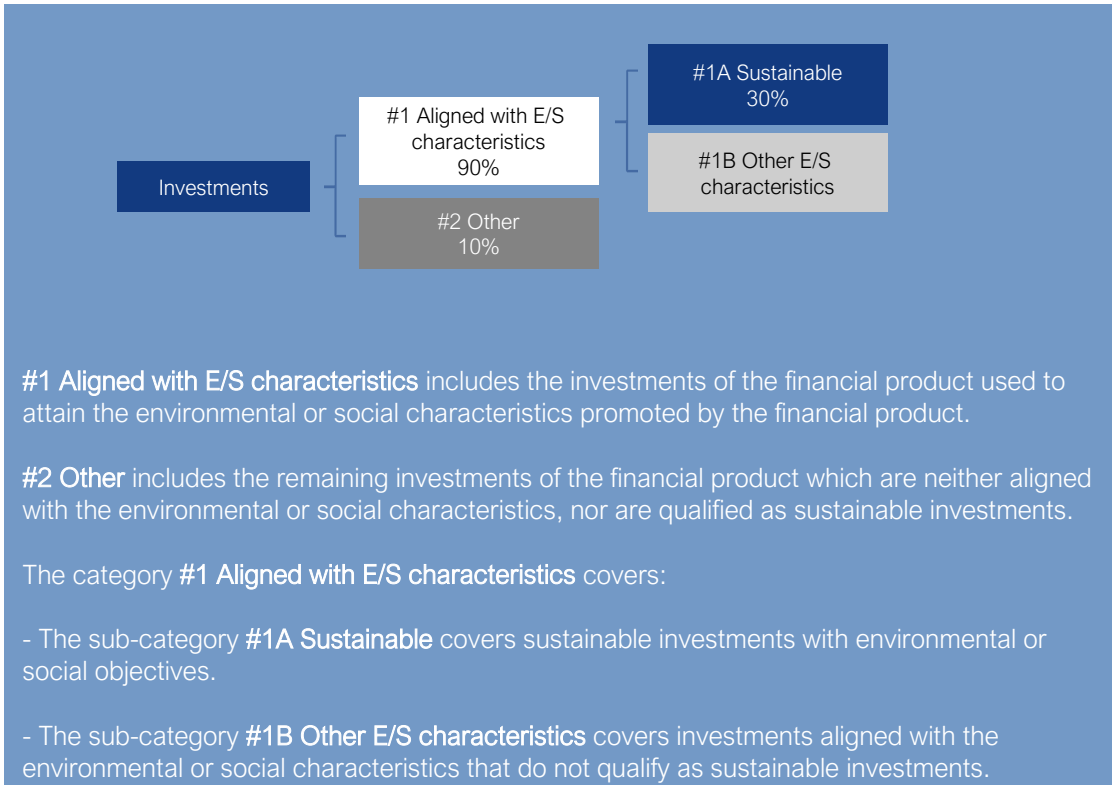 Investments
#1 Aligned with E/S
characteristics
90%
#2 Other
10%
#1A Sustainable
30%
#1B Other E/S
characteristics
#1 Aligned with E/S characteristics includes the investments of the financial product used to
attain the environmental or social characteristics promoted by the financial product.
#2 Other includes the remaining investments of the financial product which are neither aligned
with the environmental or social characteristics, nor are qualified as sustainable investments.
The category #1 Aligned with E/S characteristics covers:
- The sub-category #1A Sustainable covers sustainable investments with environmental or
social objectives.
- The sub-category #1B Other E/S characteristics covers investments aligned with the
environmental or social characteristics that do not qualify as sustainable investments.